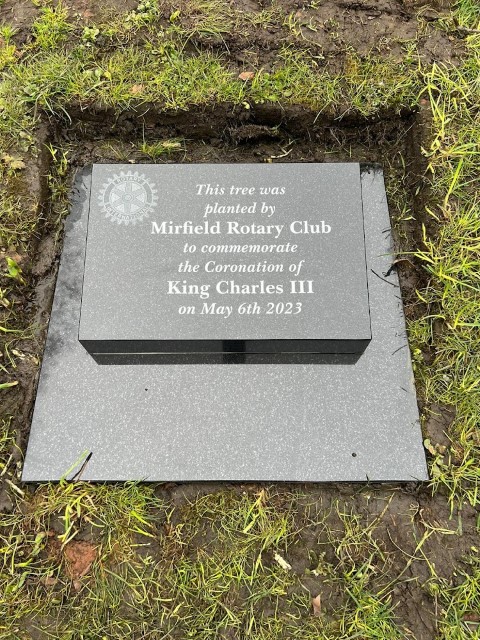 This tree was
planted by
Mirfield Rotary Club
to commemorate
the Coronation of
King Charles III
on May 6th 2023